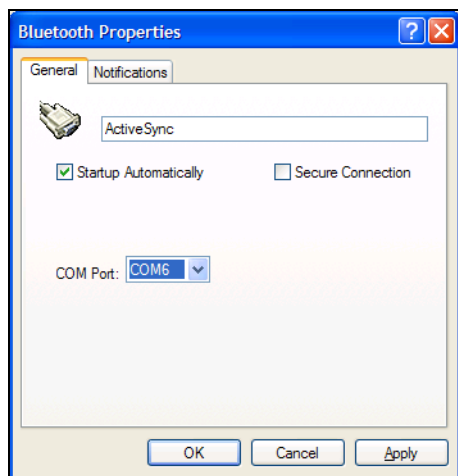 Bluetooth Properties
General Notifications
ActiveSync
Startup Automatically Secure Connection
COM Port: COM6
OK Cancel Apply